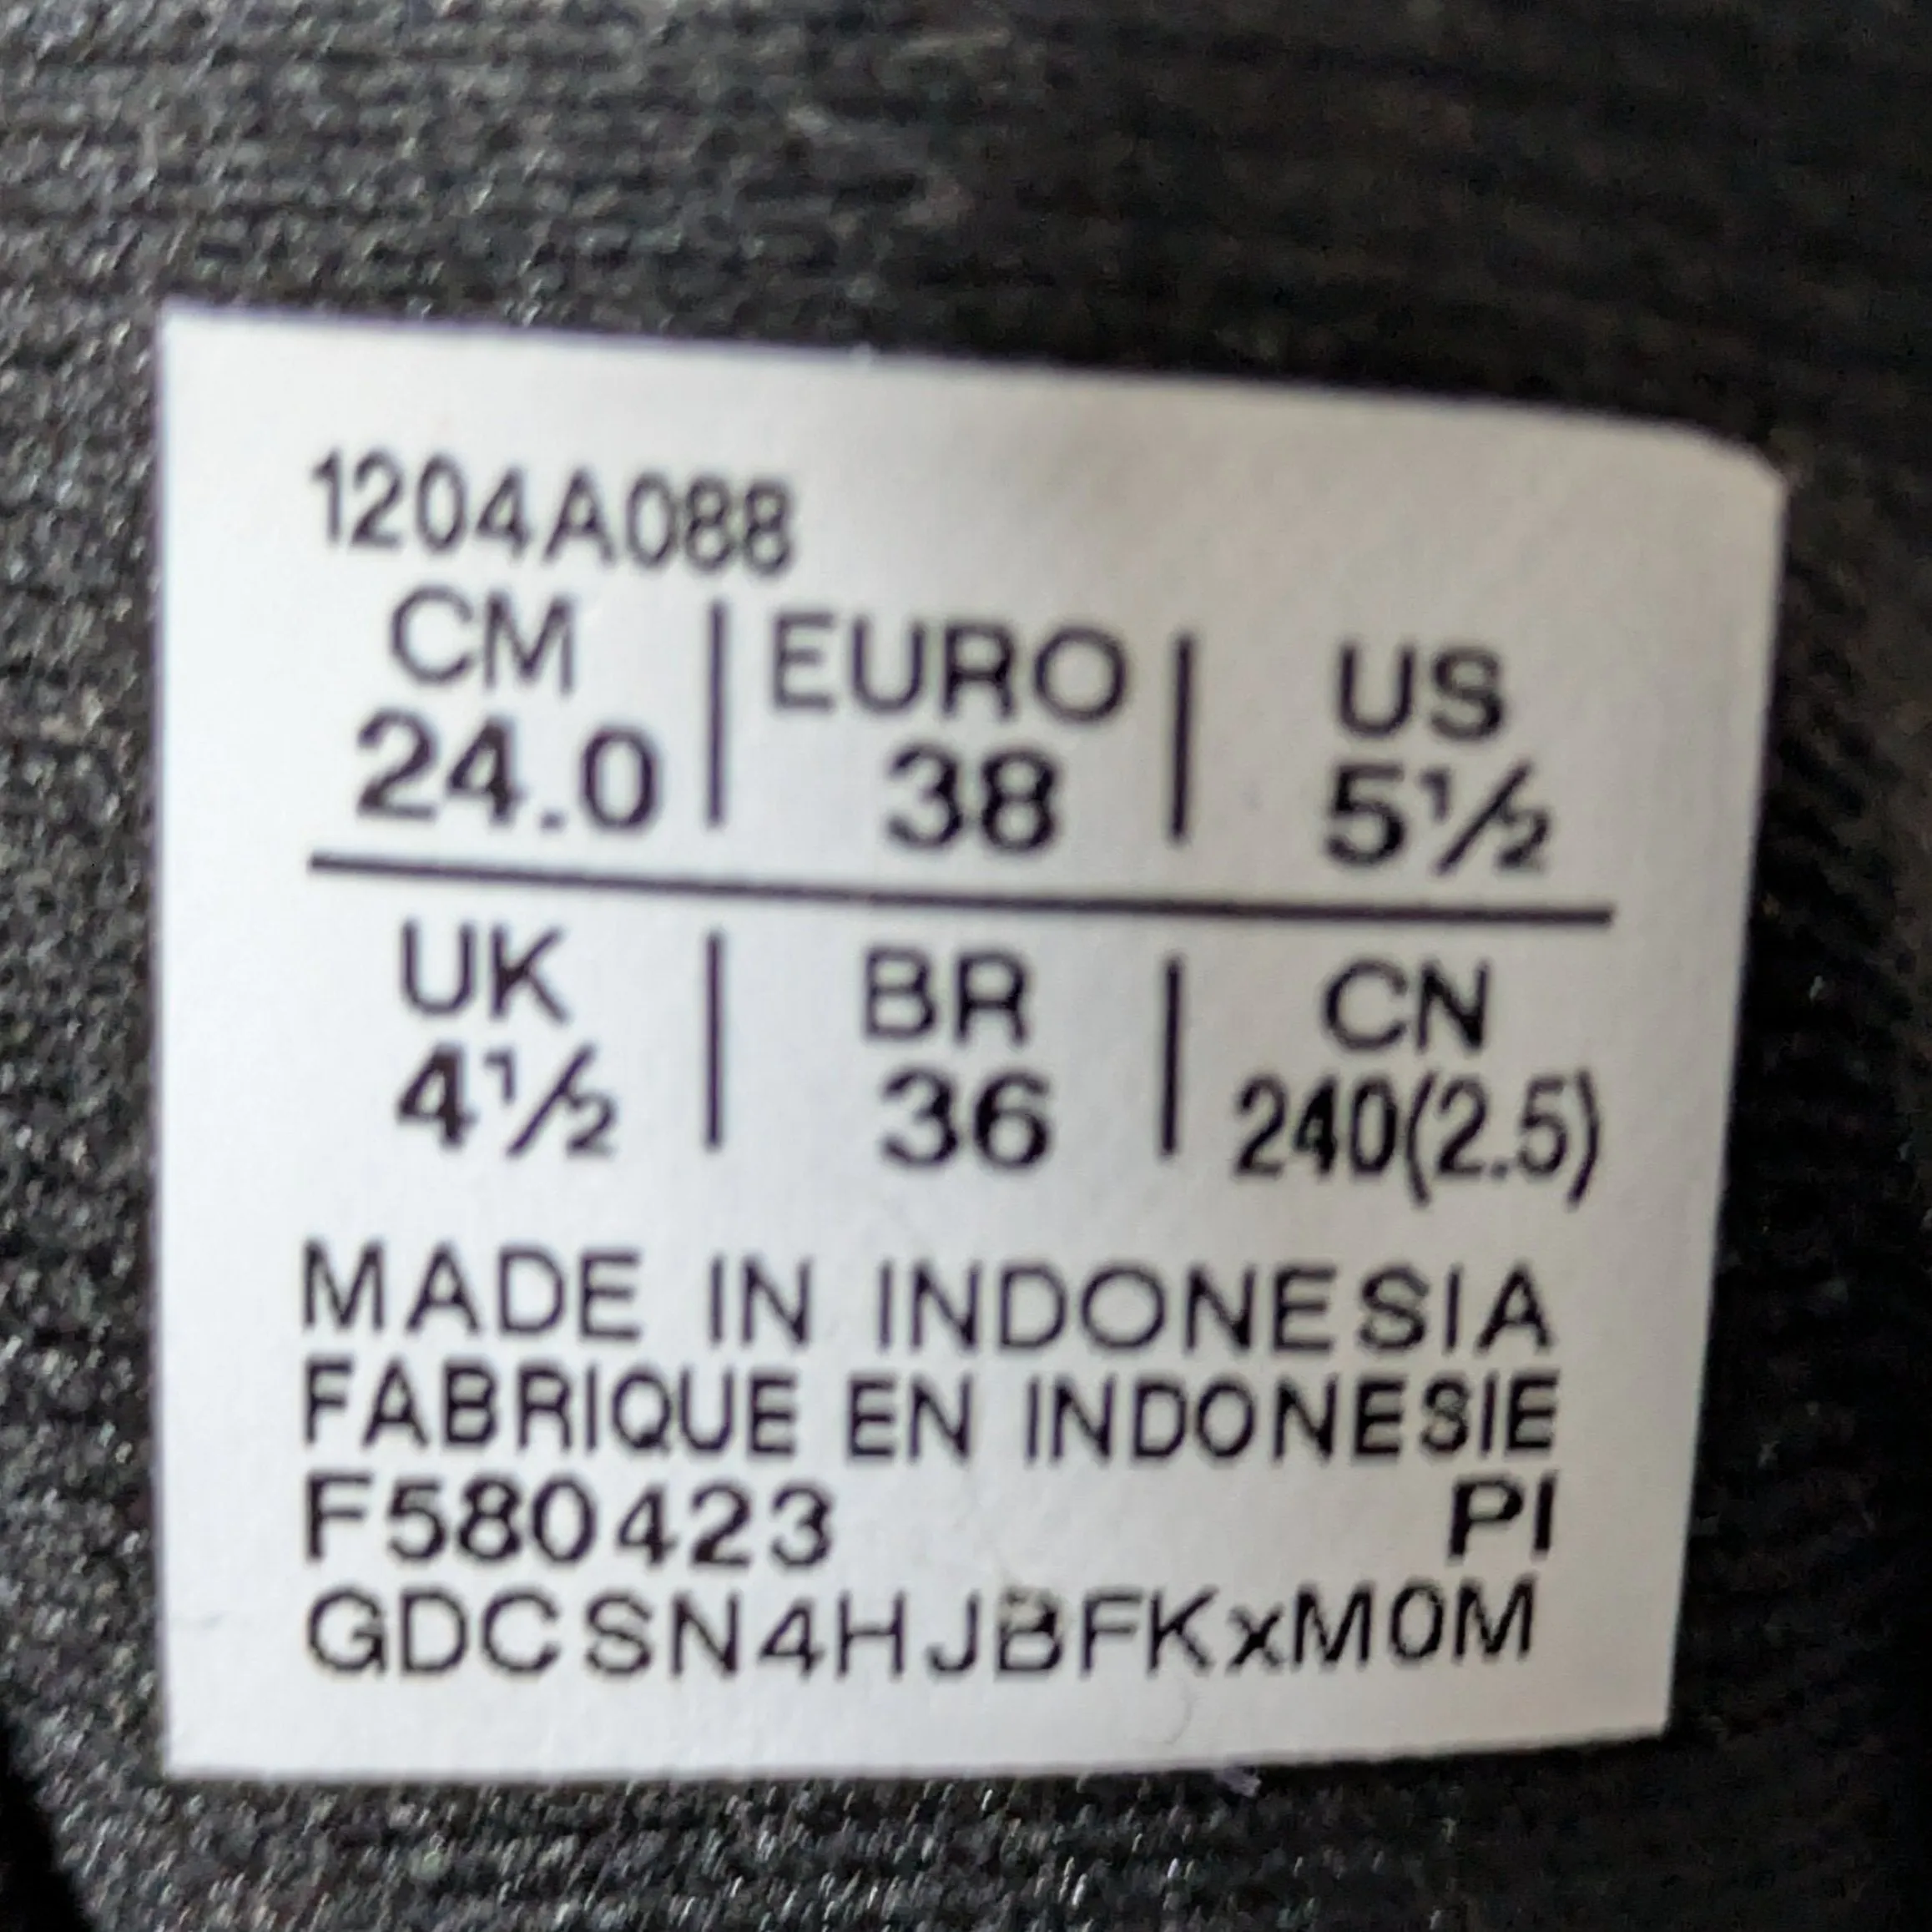 1204A088
CM | EURO | US
24.0 | 38 | 5½
UK | BR | CN
4½ | 36 | 240(2.5)
MADE IN INDONESIA
FABRIQUE EN INDONESIE
F580423 PI
GDCSN4HJBFKxM0M